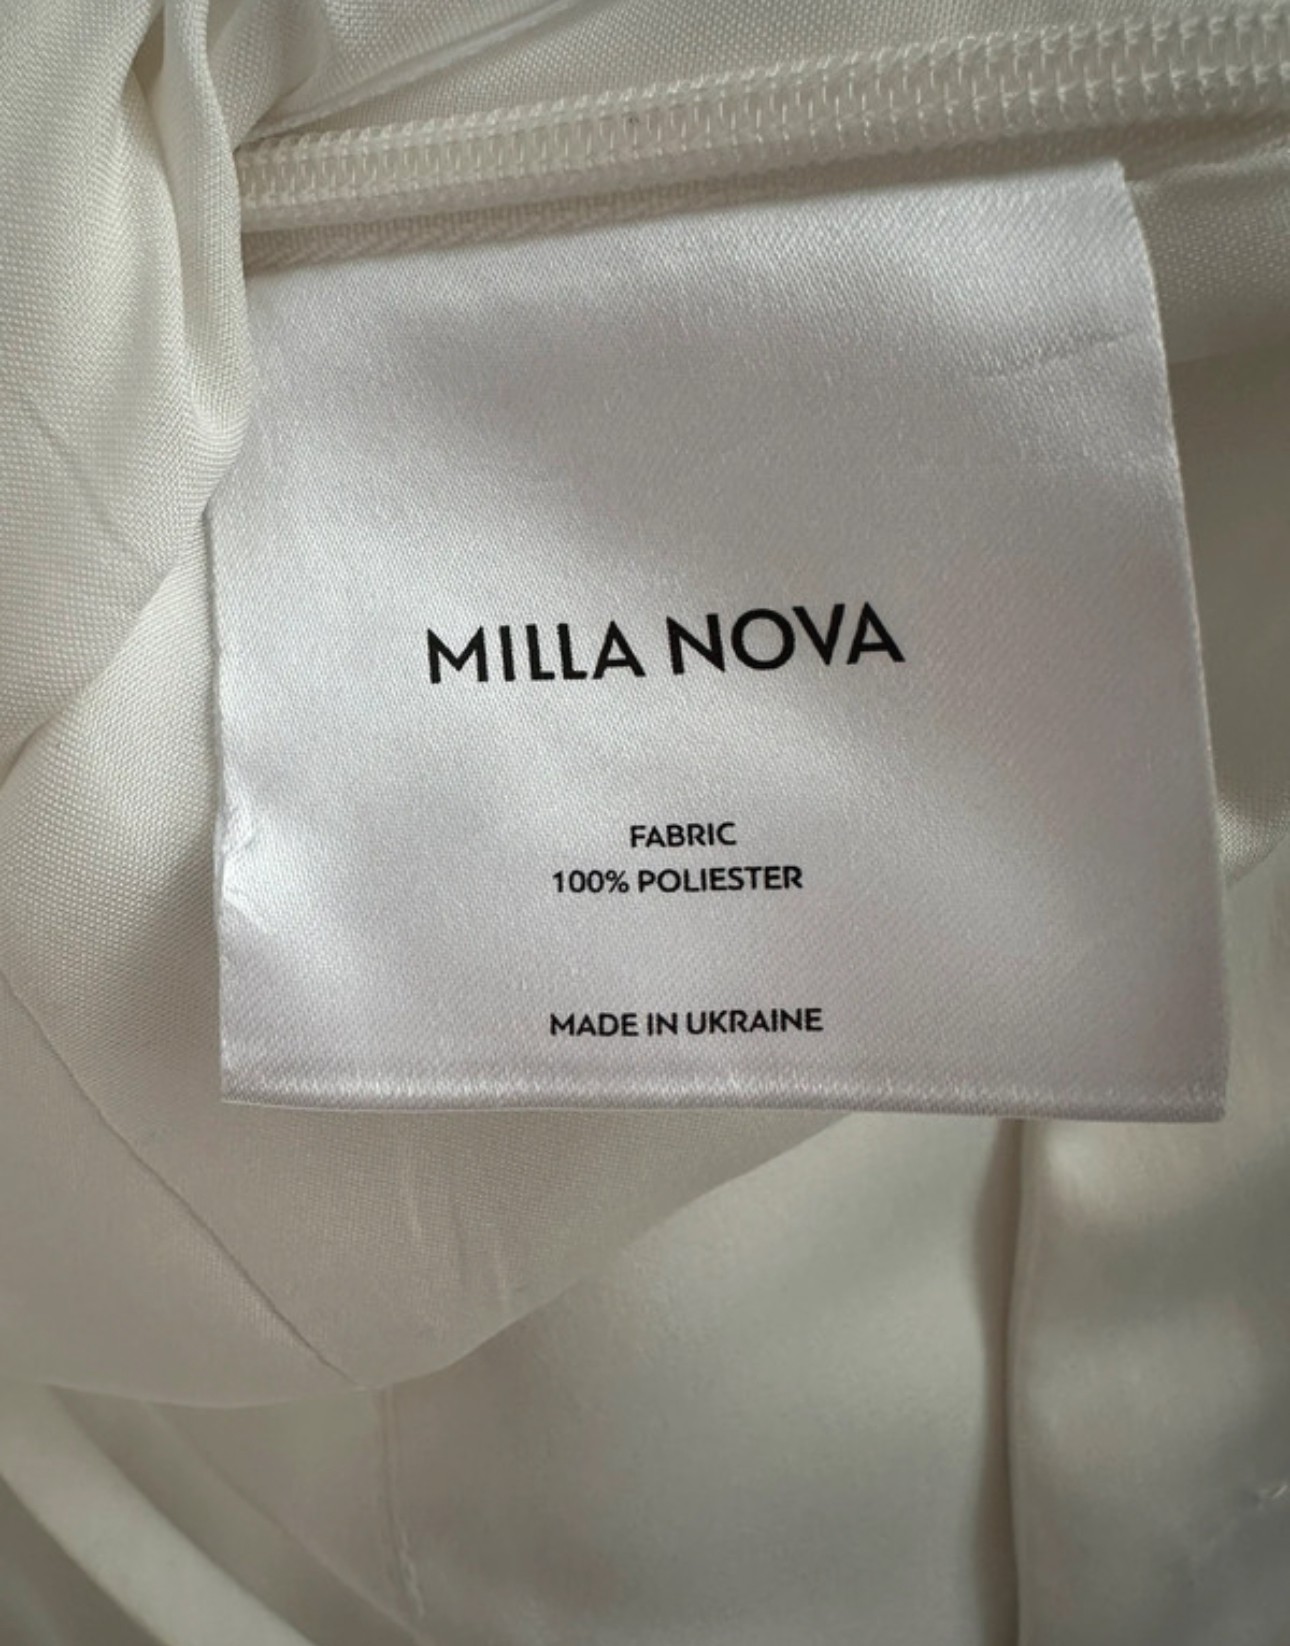 MILLA NOVA
FABRIC
100% POLIESTER
MADE IN UKRAINE